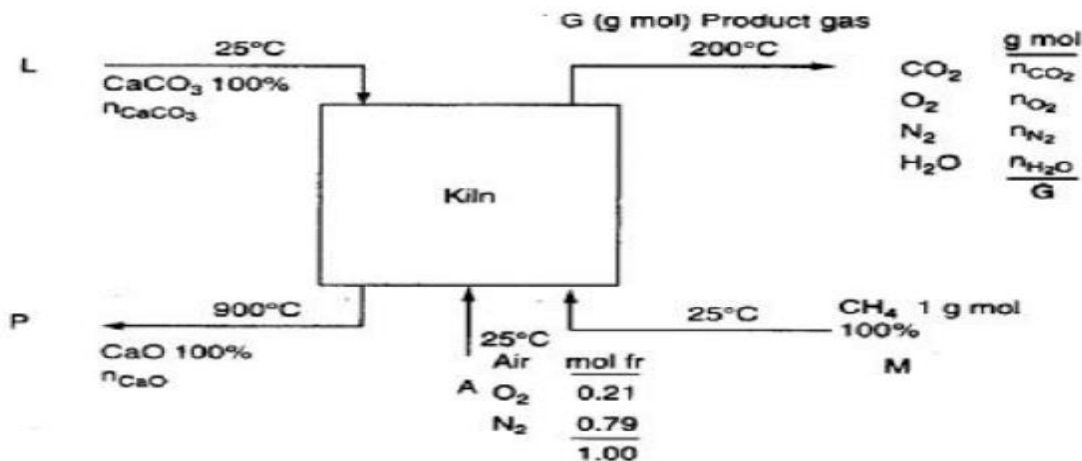 G (g mol) Product gas
25°C
200°C
g mol
L
CaCO₃ 100%
nCaCO₃
CO₂ nCO₂
O₂ nO₂
N₂ nN₂
H₂O nH₂O
G
Kiln
P
900°C
CaO 100%
nCaO
25°C
Air mol fr
A O₂ 0.21
N₂ 0.79
1.00
25°C
CH₄ 1 g mol
100%
M